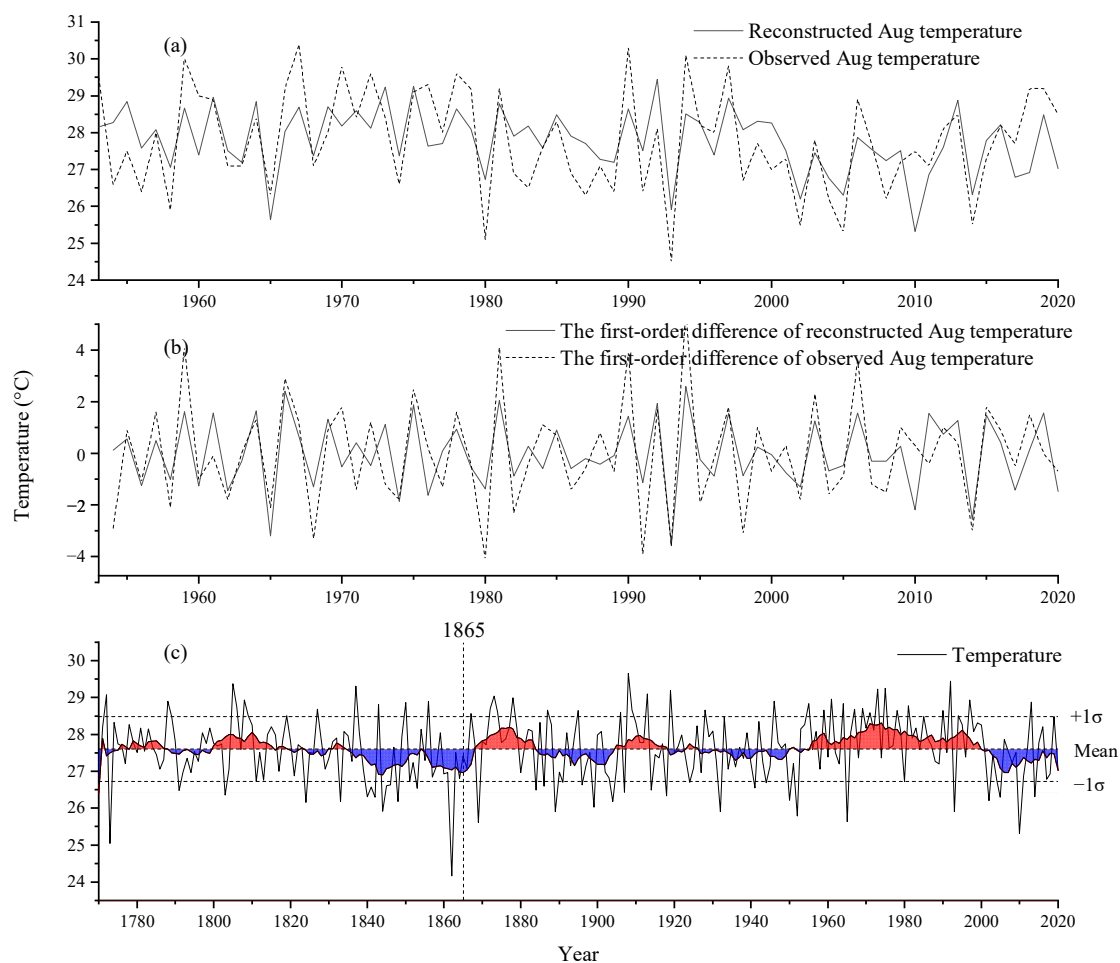 31
30
29
28
27
26
25
24
(a)
Reconstructed Aug temperature
Observed Aug temperature
1960 1970 1980 1990 2000 2010 2020
4
2
0
−2
−4
(b)
The first-order difference of reconstructed Aug temperature
The first-order difference of observed Aug temperature
1960 1970 1980 1990 2000 2010 2020
Temperature (°C)
1865
30
29
28
27
26
25
24
(c)
Temperature
+1σ
Mean
−1σ
1780 1800 1820 1840 1860 1880 1900 1920 1940 1960 1980 2000 2020
Year